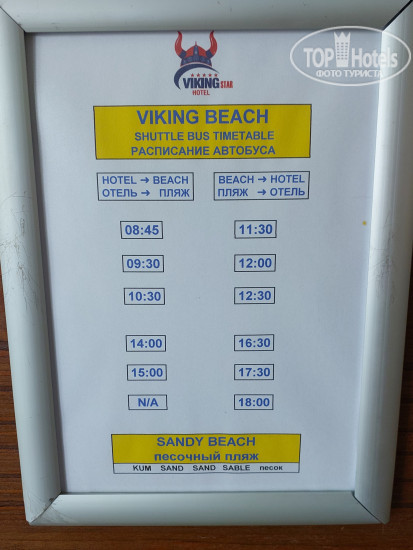 TOP Hotels
ФОТО ТУРИСТА
VIKING STAR
HOTEL
VIKING BEACH
SHUTTLE BUS TIMETABLE
РАСПИСАНИЕ АВТОБУСА
HOTEL ➔ BEACH
ОТЕЛЬ ➔ ПЛЯЖ
BEACH ➔ HOTEL
ПЛЯЖ ➔ ОТЕЛЬ
08:45 11:30
09:30 12:00
10:30 12:30
14:00 16:30
15:00 17:30
N/A 18:00
SANDY BEACH
песочный пляж
KUM SAND SAND SABLE песок